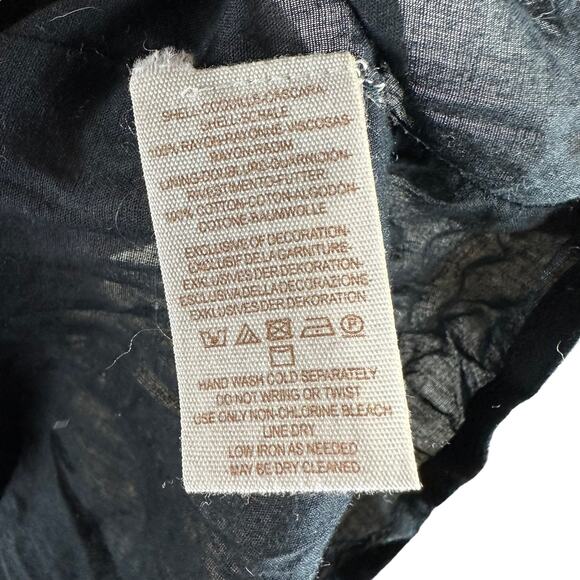 SHELL-COQUILLE-CASCARA-
SHELL-SCHALE
100% RAYON-RAYONNE-VISCOSAS
RAYON-RADIM
LINING-DOUBLURE-GUARNICION-
RIVESTIMENTO-FUTTER
100% COTTON-COTON-ALGODÓN-
COTONE-BAUMWOLLE
EXCLUSIVE OF DECORATION-
EXCLUSIF DE LA GARNITURE.
EXKLUSIVES DER DEKORATION-
ESCLUSIVA DELLA DECORAZIONE
EXKLUSIVES DER DEKORATION
P
HAND WASH COLD SEPARATELY
DO NOT WRING OR TWIST
USE ONLY NON-CHLORINE BLEACH
LINE DRY
LOW IRON AS NEEDED
MAY BE DRY CLEANED